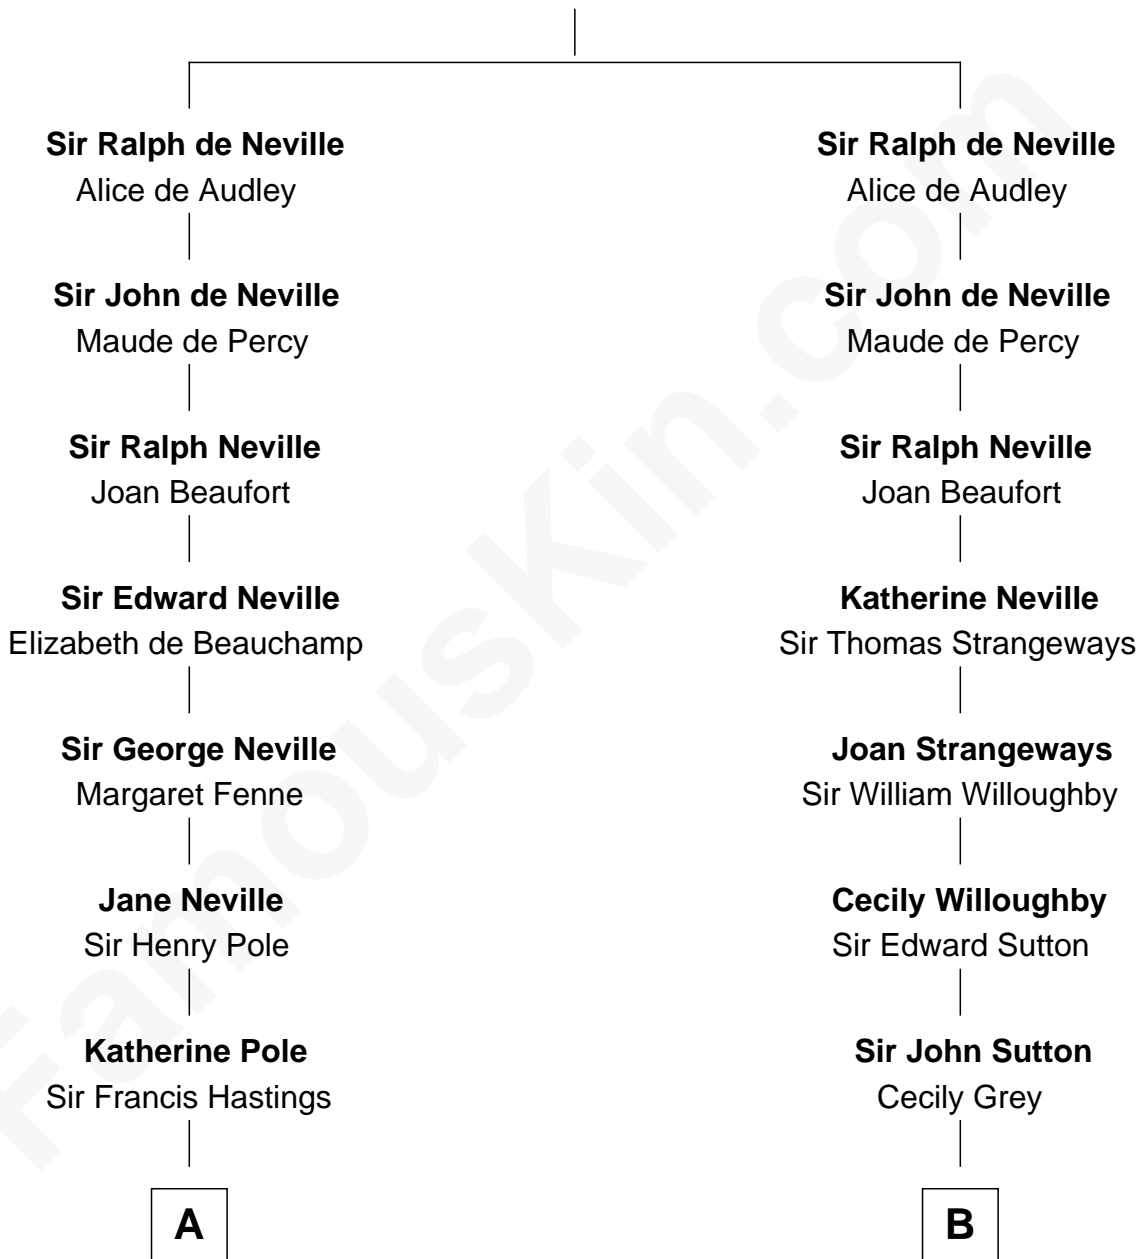 Sir Ralph de Neville
Alice de Audley
Sir John de Neville
Maude de Percy
Sir Ralph Neville
Joan Beaufort
Sir Edward Neville
Elizabeth de Beauchamp
Sir George Neville
Margaret Fenne
Jane Neville
Sir Henry Pole
Katherine Pole
Sir Francis Hastings
A
Sir Ralph de Neville
Alice de Audley
Sir John de Neville
Maude de Percy
Sir Ralph Neville
Joan Beaufort
Katherine Neville
Sir Thomas Strangeways
Joan Strangeways
Sir William Willoughby
Cecily Willoughby
Sir Edward Sutton
Sir John Sutton
Cecily Grey
B
FamousKin.com